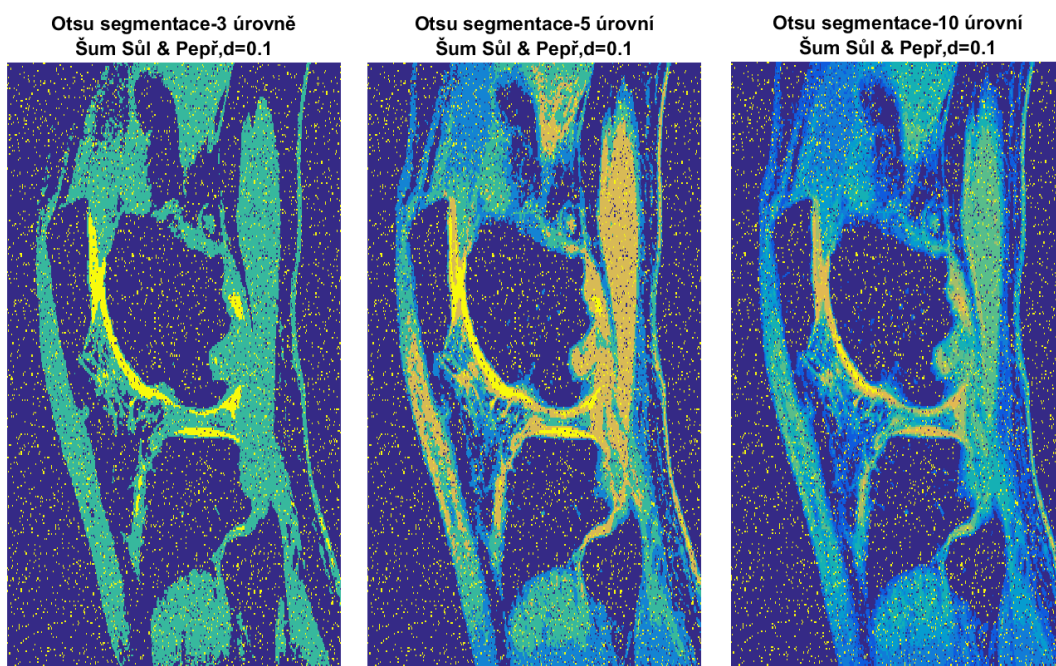 Otsu segmentace-3 úrovně
Šum Sůl & Pepř,d=0.1
Otsu segmentace-5 úrovní
Šum Sůl & Pepř,d=0.1
Otsu segmentace-10 úrovní
Šum Sůl & Pepř,d=0.1